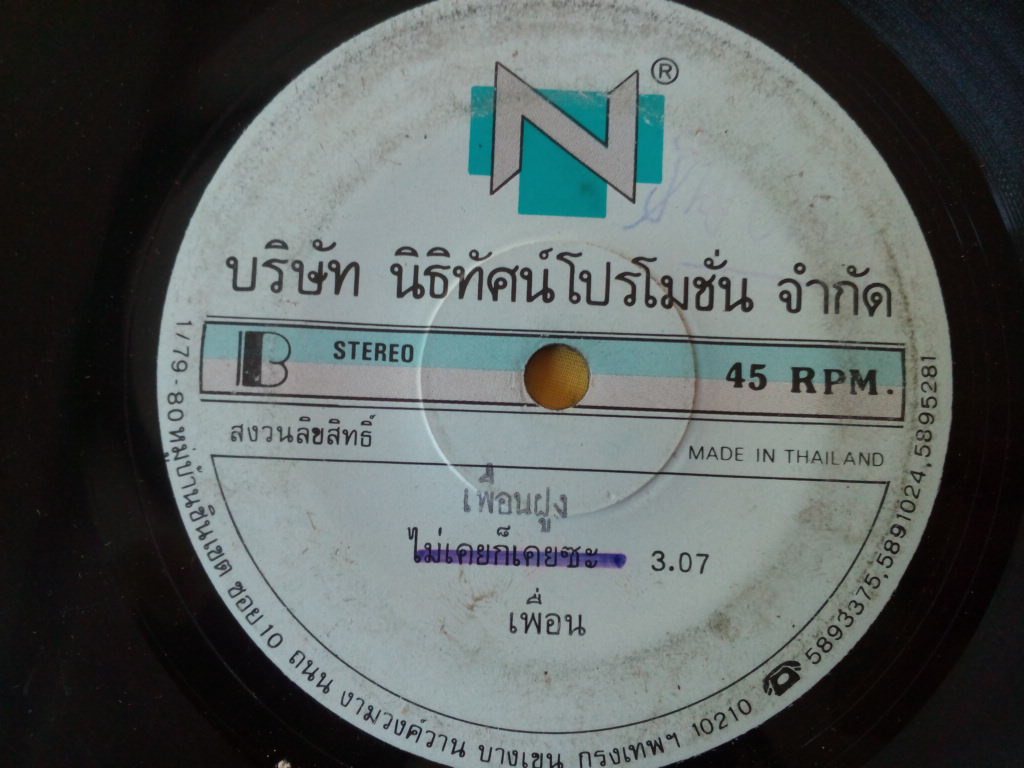 N ®
บริษัท นิธิทัศน์โปรโมชั่น จำกัด
B STEREO 45 RPM.
สงวนลิขสิทธิ์ MADE IN THAILAND
เพื่อนฝูง
ไม่เคยก็เคยซะ 3.07
เพื่อน
1/79-80 หมู่บ้านชินเขต ซอย 10 ถนน งามวงศ์วาน บางเขน กรุงเทพฯ 10210 ☎ 5893375,5891024,5895281